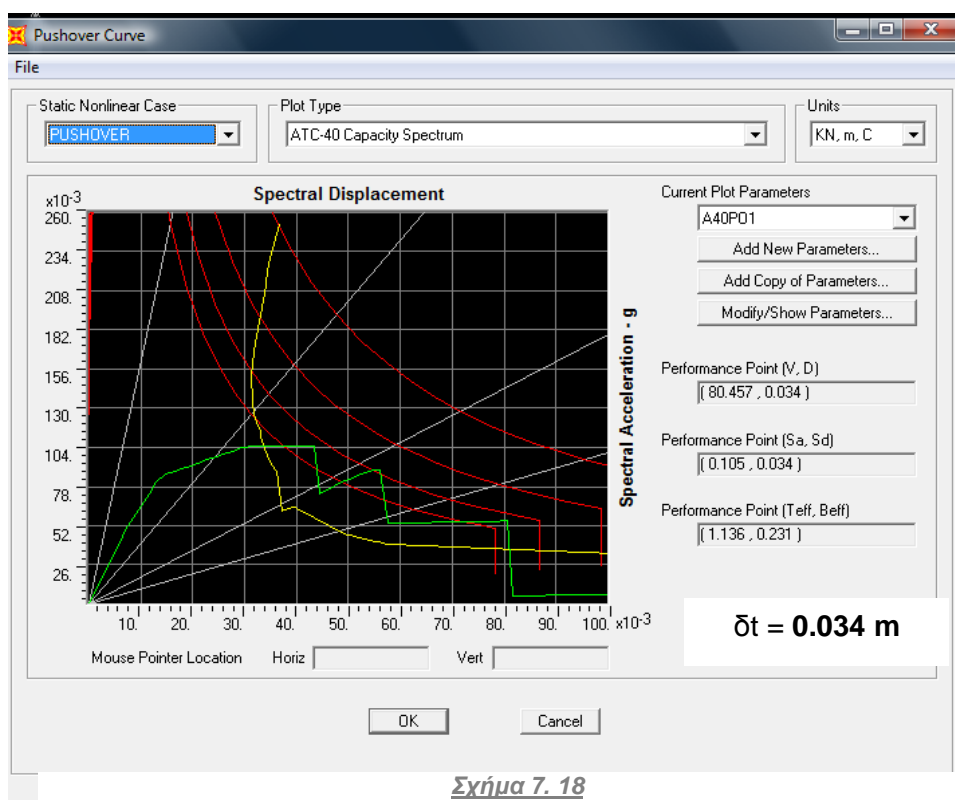 Pushover Curve
File
Static Nonlinear Case
PUSHOVER
Plot Type
ATC-40 Capacity Spectrum
Units
KN, m, C
Spectral Displacement
x10-3
260.
234.
208.
182.
156.
130.
104.
78.
52.
26.
10. 20. 30. 40. 50. 60. 70. 80. 90. 100. x10-3
Spectral Acceleration - g
Mouse Pointer Location Horiz Vert
Current Plot Parameters
A40PO1
Add New Parameters...
Add Copy of Parameters...
Modify/Show Parameters...
Performance Point (V, D)
( 80.457 , 0.034 )
Performance Point (Sa, Sd)
( 0.105 , 0.034 )
Performance Point (Teff, Beff)
( 1.136 , 0.231 )
δt = 0.034 m
OK Cancel
Σχήμα 7. 18